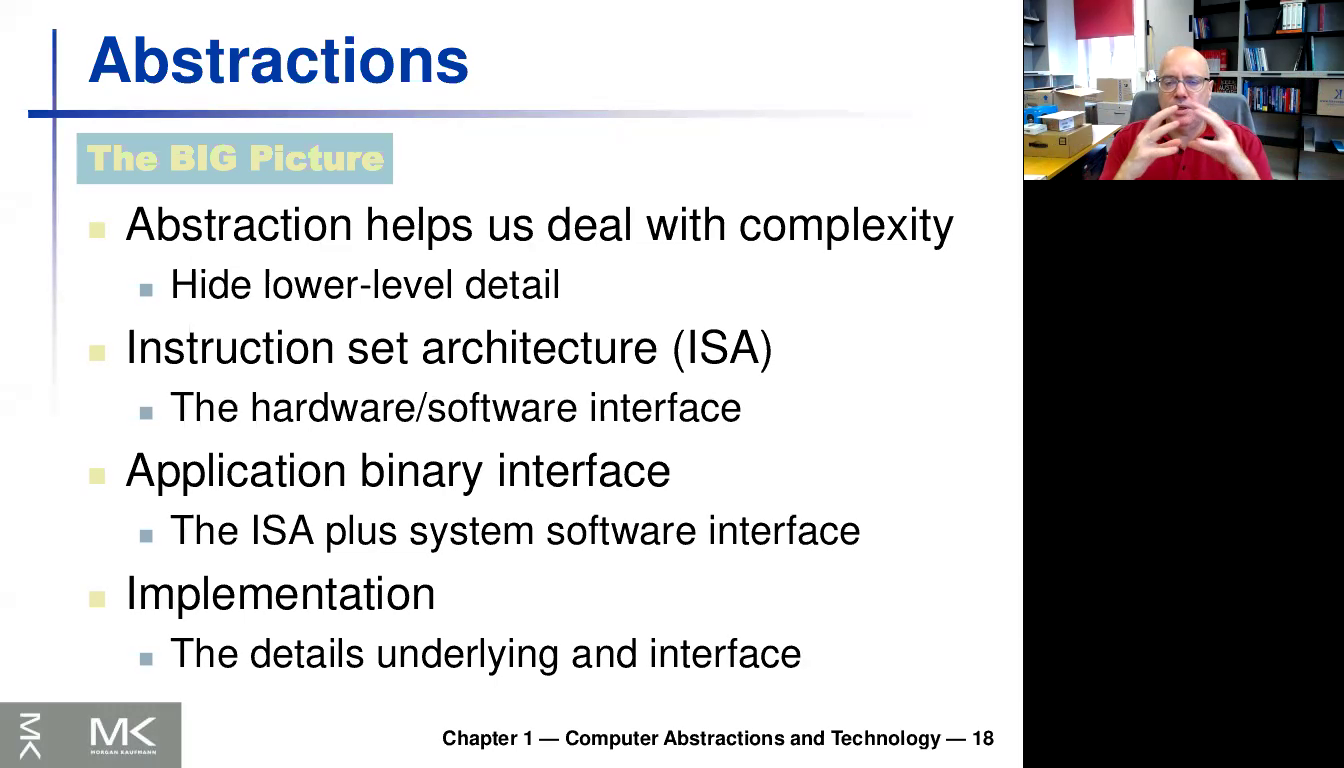 Abstractions
The BIG Picture
Abstraction helps us deal with complexity
Hide lower-level detail
Instruction set architecture (ISA)
The hardware/software interface
Application binary interface
The ISA plus system software interface
Implementation
The details underlying and interface
MK
MK
MORGAN KAUFMANN
Chapter 1 — Computer Abstractions and Technology — 18